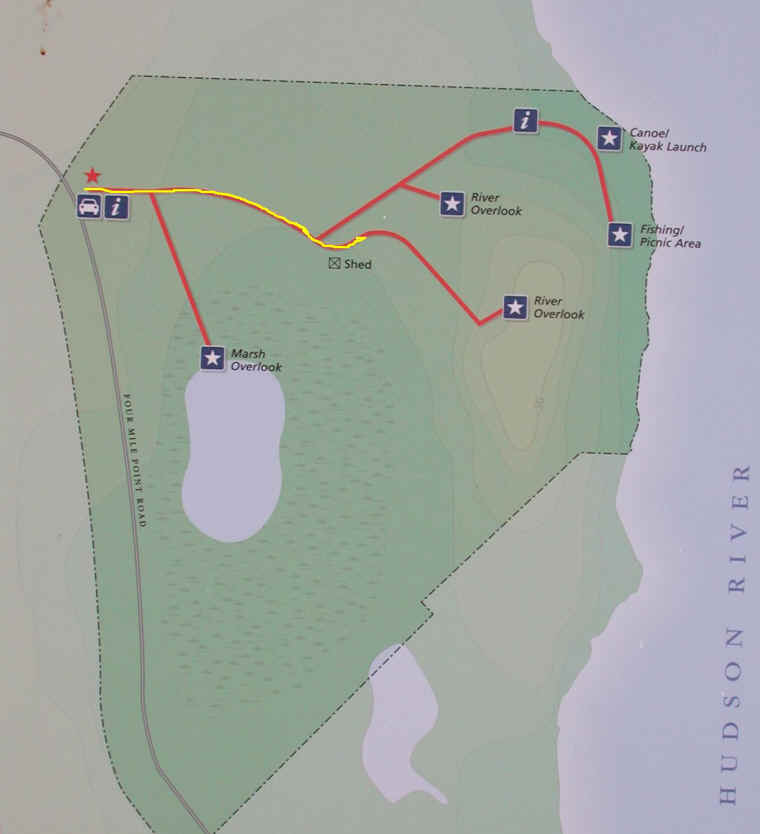 Canoe/
Kayak Launch
River
Overlook
Fishing/
Picnic Area
Shed
River
Overlook
Marsh
Overlook
FOUR MILE POINT ROAD
HUDSON RIVER